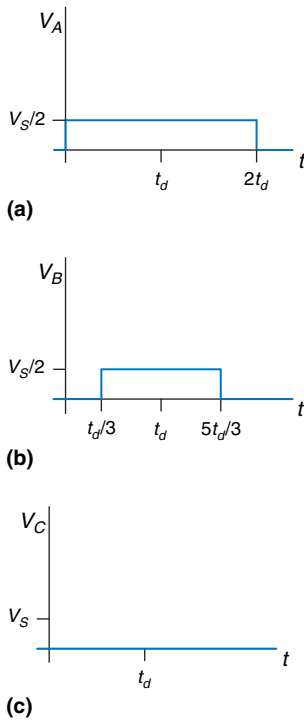 V_A
V_S/2
t
t_d 2t_d
(a)
V_B
V_S/2
t
t_d/3 t_d 5t_d/3
(b)
V_C
V_S
t
t_d
(c)